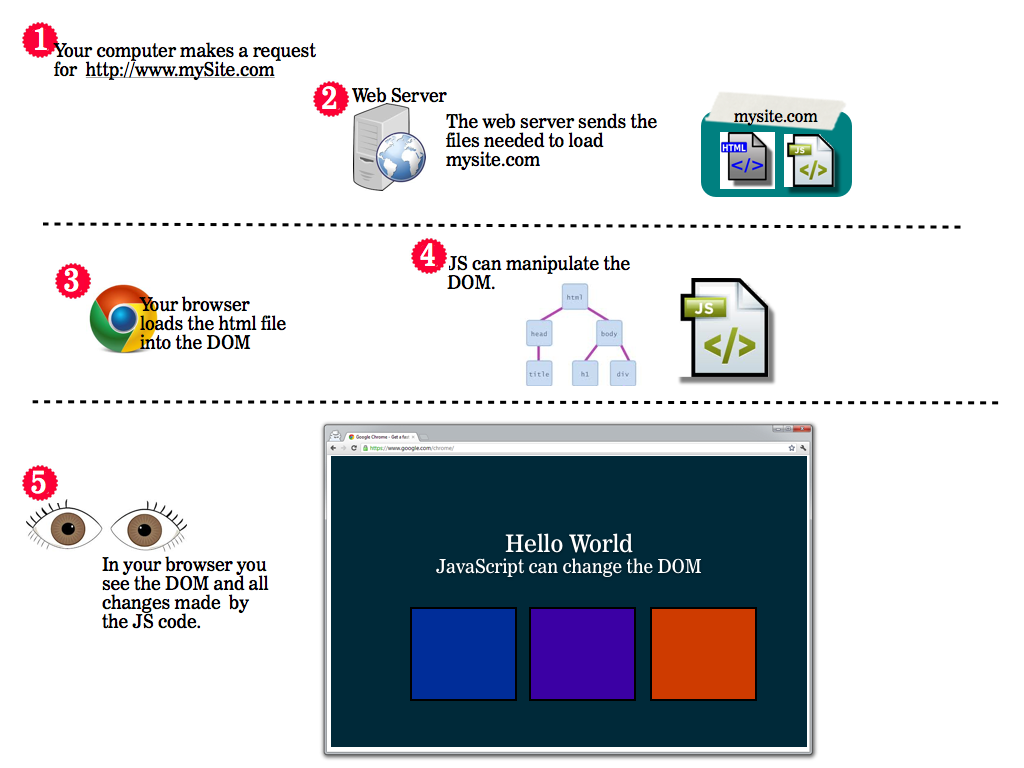 1
Your computer makes a request
for http://www.mySite.com
2
Web Server
The web server sends the
files needed to load
mysite.com
mysite.com
HTML
</>
JS
</>
3
Your browser
loads the html file
into the DOM
4
JS can manipulate the
DOM.
html
head
body
title
h1
div
JS
</>
5
In your browser you
see the DOM and all
changes made by
the JS code.
Google Chrome - Get a fas
https://www.google.com/chrome/
Hello World
JavaScript can change the DOM